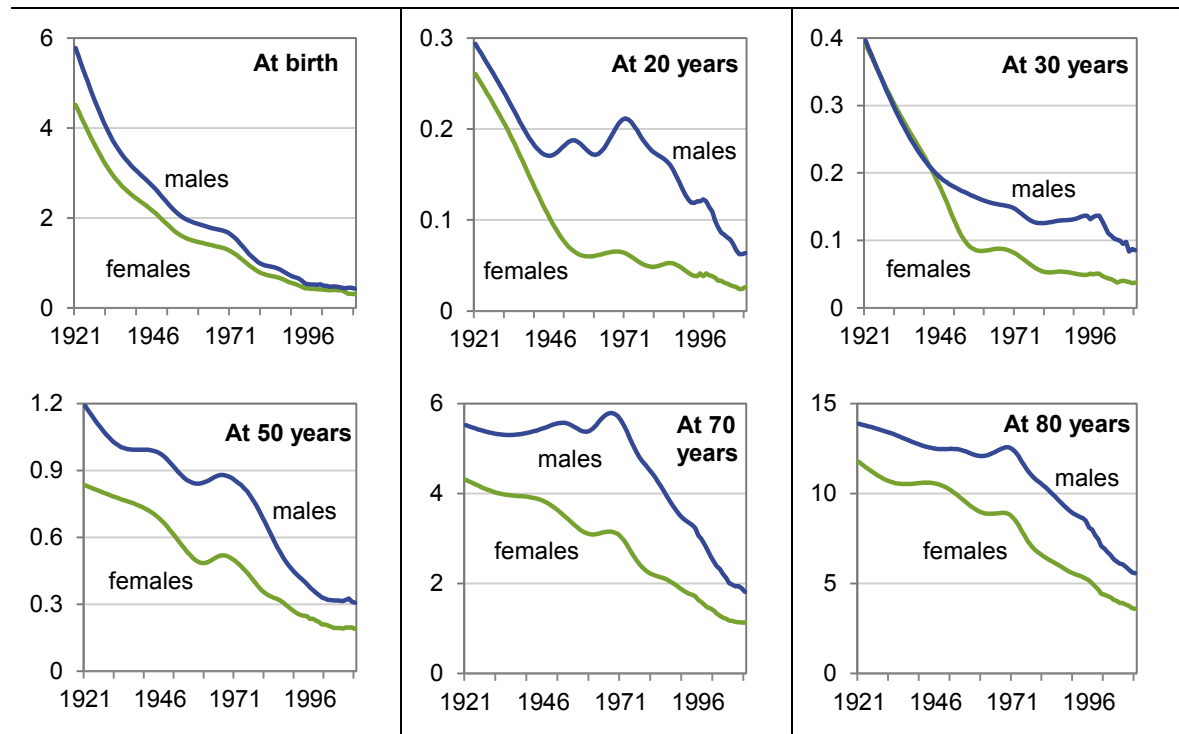 At birth
6
4
2
0
males
females
1921 1946 1971 1996
At 20 years
0.3
0.2
0.1
0
males
females
1921 1946 1971 1996
At 30 years
0.4
0.3
0.2
0.1
0
males
females
1921 1946 1971 1996
At 50 years
1.2
0.9
0.6
0.3
0
males
females
1921 1946 1971 1996
At 70
years
6
4
2
0
males
females
1921 1946 1971 1996
At 80 years
15
10
5
0
males
females
1921 1946 1971 1996